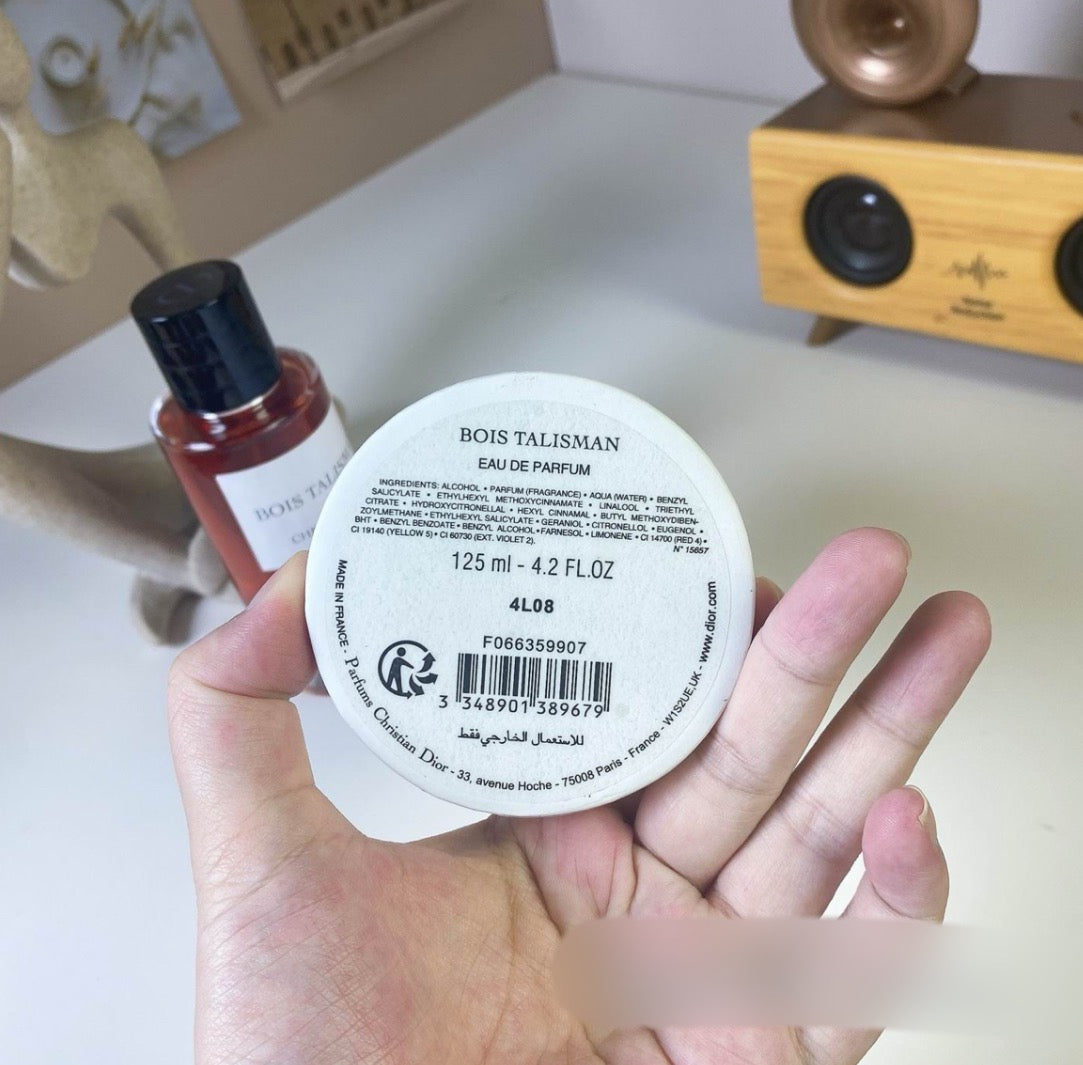 BOIS TALISMAN
EAU DE PARFUM
INGREDIENTS: ALCOHOL • PARFUM (FRAGRANCE) • AQUA (WATER) • BENZYL
SALICYLATE • ETHYLHEXYL METHOXYCINNAMATE • LINALOOL • TRIETHYL
CITRATE • HYDROXYCITRONELLAL • HEXYL CINNAMAL • BUTYL METHOXYDIBEN-
ZOYLMETHANE • ETHYLHEXYL SALICYLATE • GERANIOL • CITRONELLOL • EUGENOL •
BHT • BENZYL BENZOATE • BENZYL ALCOHOL • FARNESOL • LIMONENE • CI 14700 (RED 4) •
CI 19140 (YELLOW 5) • CI 60730 (EXT. VIOLET 2).
N° 15657
125 ml - 4.2 FL.OZ
4L08
F066359907
3 348901 389679
للاستعمال الخارجي فقط
MADE IN FRANCE - Parfums Christian Dior - 33, avenue Hoche - 75008 Paris - France - W1S2UE,UK - www.dior.com
BOIS TALISM
CH